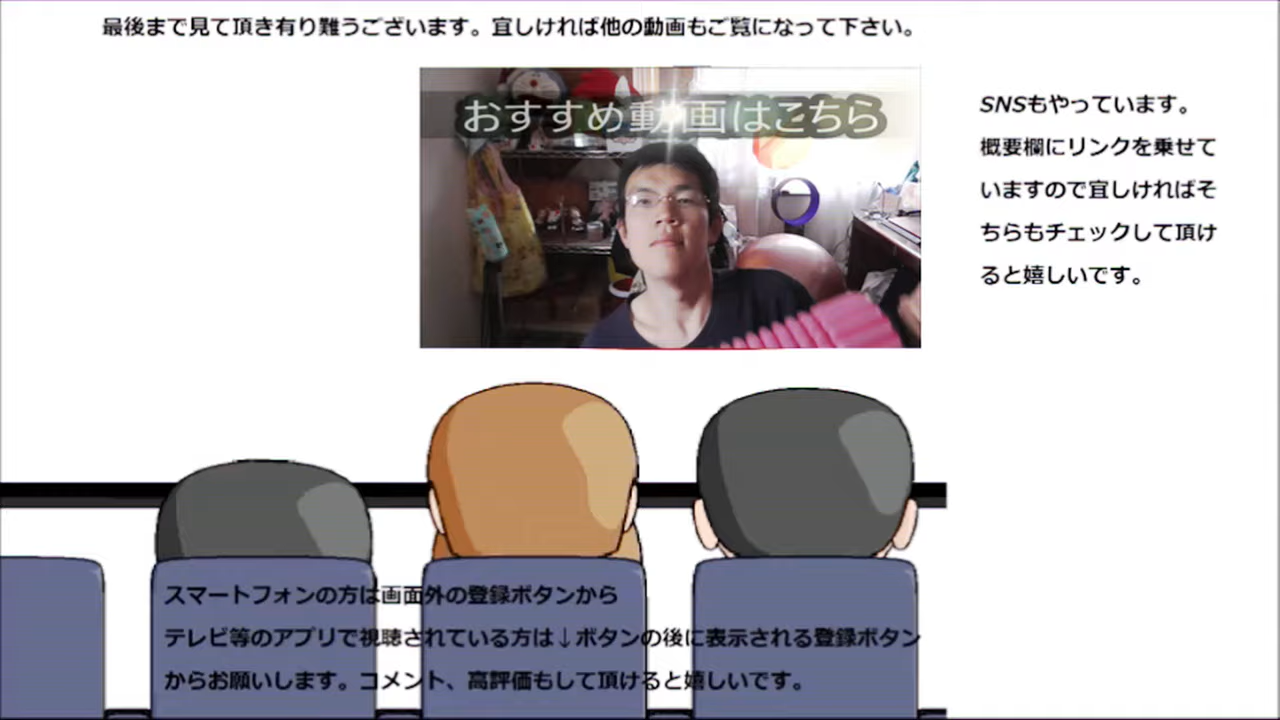 最後まで見て頂き有り難うございます。宜しければ他の動画もご覧になって下さい。
おすすめ動画はこちら
SNSもやっています。
概要欄にリンクを乗せて
いますので宜しければそ
ちらもチェックして頂け
ると嬉しいです。
スマートフォンの方は画面外の登録ボタンから
テレビ等のアプリで視聴されている方は↓ボタンの後に表示される登録ボタン
からお願いします。コメント、高評価もして頂けると嬉しいです。